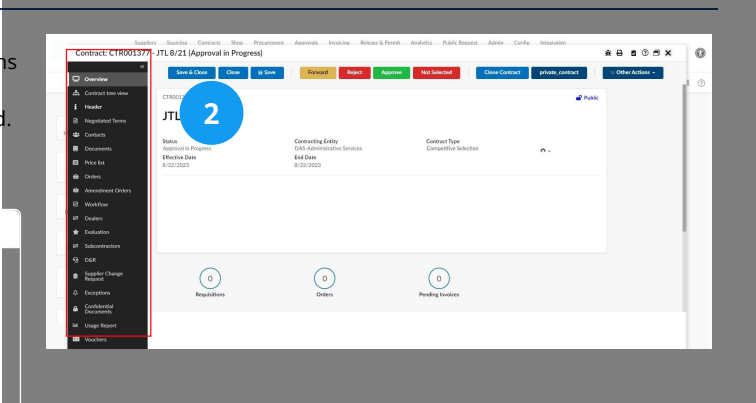 Suppliers Sourcing Contracts Shop Procurement Approvals Invoicing Release & Permit Analytics Public Request Admin Config Integration
Contract: CTR001377 - JTL 8/21 (Approval in Progress)
ns
d.
Overview
Contract tree view
Header
Negotiated Terms
Contacts
Documents
Price list
Orders
Amendment Orders
Workflow
Dealers
Evaluation
Subcontractors
D&R
Supplier Change
Request
Exceptions
Confidential
Documents
Usage Report
Vouchers
Save & Close Close Save Forward Reject Approve Not Selected Clone Contract private_contract Other Actions
Public
JTL
2
Status
Approval in Progress
Contracting Entity
DAS-Administrative Services
Contract Type
Competitive Selection
Effective Date
8/22/2023
End Date
8/22/2023
0 0 0
Requisitions Orders Pending Invoices